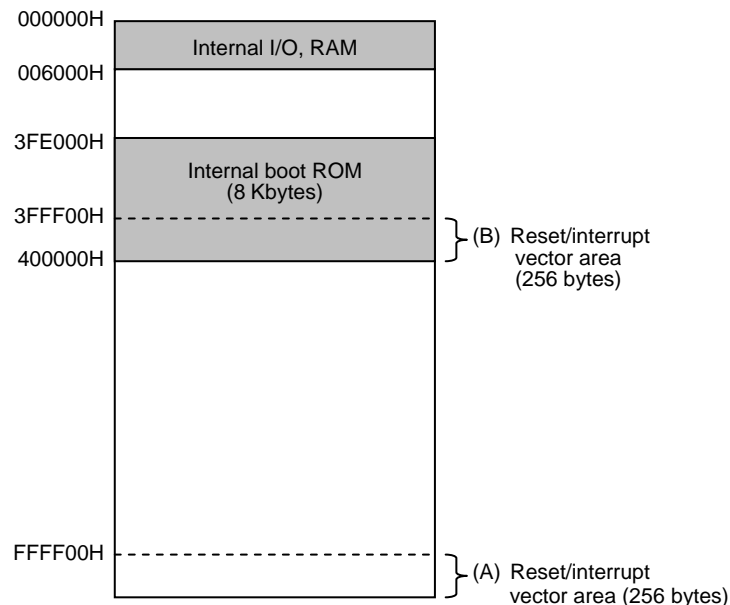 000000H
Internal I/O, RAM
006000H
3FE000H
Internal boot ROM
(8 Kbytes)
3FFF00H
(B) Reset/interrupt
vector area
(256 bytes)
400000H
FFFF00H
(A) Reset/interrupt
vector area (256 bytes)